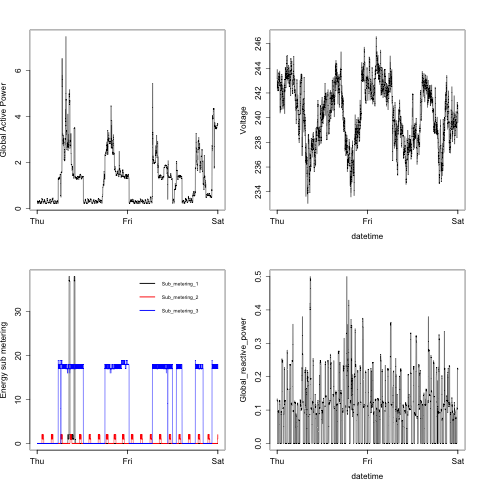 Global Active Power
0
2
4
6
Thu
Fri
Sat
Voltage
234
236
238
240
242
244
246
Thu
Fri
Sat
datetime
Energy sub metering
0
10
20
30
Sub_metering_1
Sub_metering_2
Sub_metering_3
Thu
Fri
Sat
Global_reactive_power
0.0
0.1
0.2
0.3
0.4
0.5
Thu
Fri
Sat
datetime